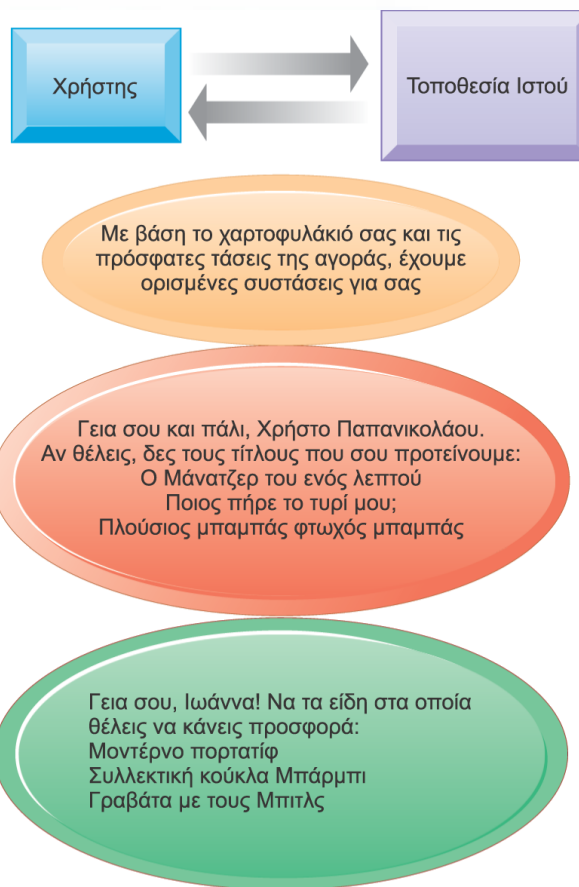 Χρήστης
Τοποθεσία Ιστού
Με βάση το χαρτοφυλάκιό σας και τις
πρόσφατες τάσεις της αγοράς, έχουμε
ορισμένες συστάσεις για σας
Γεια σου και πάλι, Χρήστο Παπανικολάου.
Αν θέλεις, δες τους τίτλους που σου προτείνουμε:
Ο Μάνατζερ του ενός λεπτού
Ποιος πήρε το τυρί μου;
Πλούσιος μπαμπάς φτωχός μπαμπάς
Γεια σου, Ιωάννα! Να τα είδη στα οποία
θέλεις να κάνεις προσφορά:
Μοντέρνο πορτατίφ
Συλλεκτική κούκλα Μπάρμπι
Γραβάτα με τους Μπιτλς